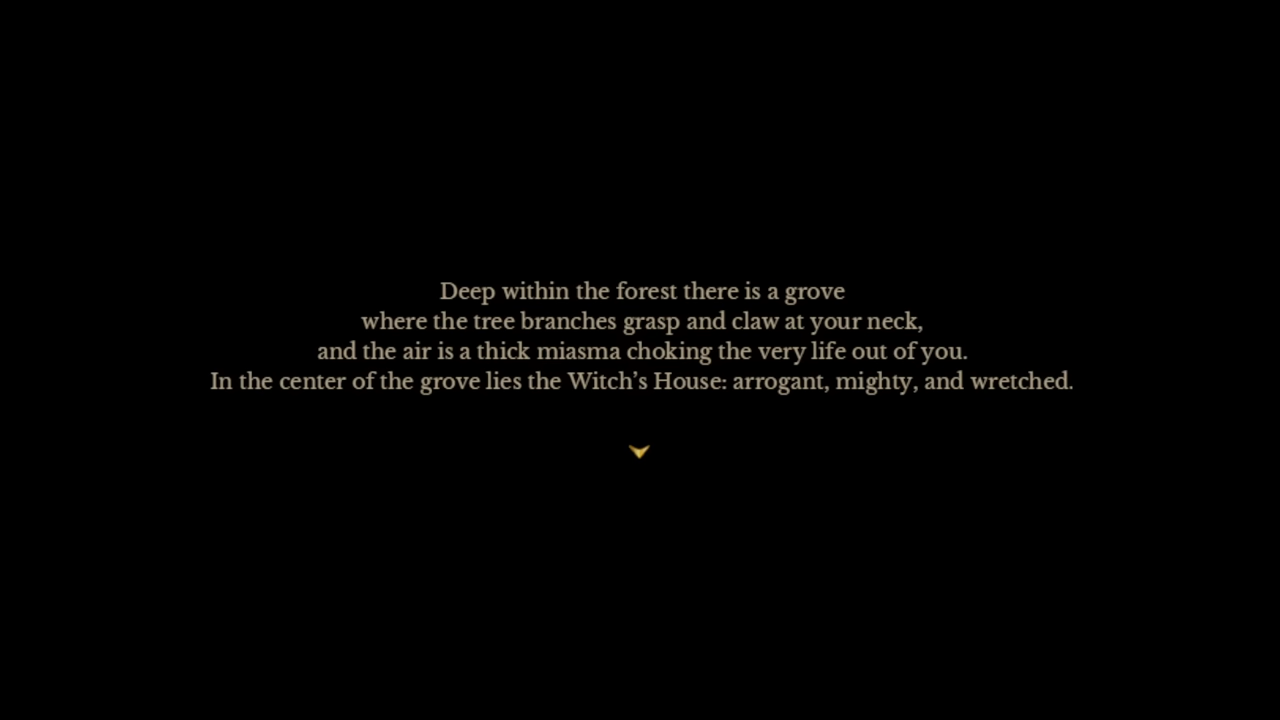 Deep within the forest there is a grove
where the tree branches grasp and claw at your neck,
and the air is a thick miasma choking the very life out of you.
In the center of the grove lies the Witch’s House: arrogant, mighty, and wretched.